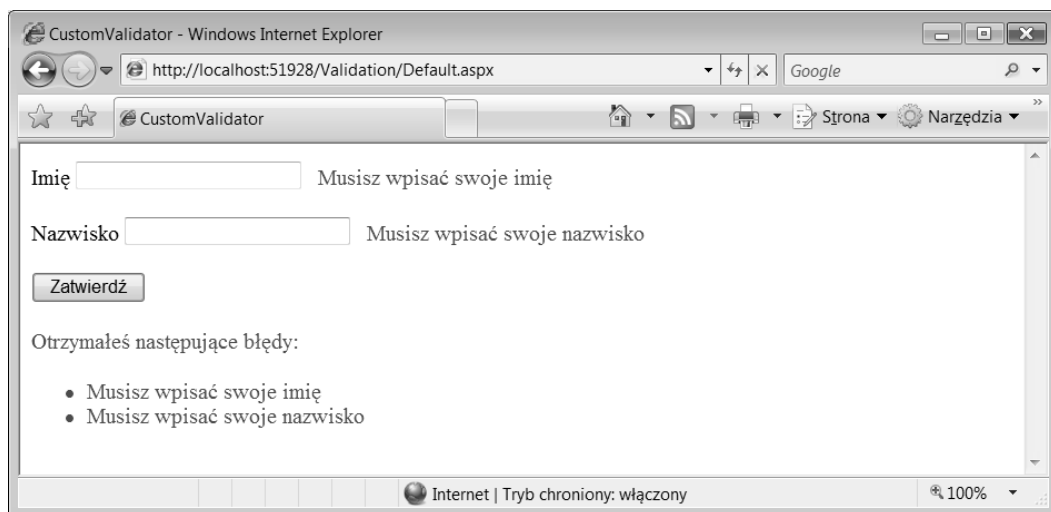 CustomValidator - Windows Internet Explorer
http://localhost:51928/Validation/Default.aspx
Google
CustomValidator
Strona
Narzędzia
Imię
Musisz wpisać swoje imię
Nazwisko
Musisz wpisać swoje nazwisko
Zatwierdź
Otrzymałeś następujące błędy:
• Musisz wpisać swoje imię
• Musisz wpisać swoje nazwisko
Internet | Tryb chroniony: włączony
100%